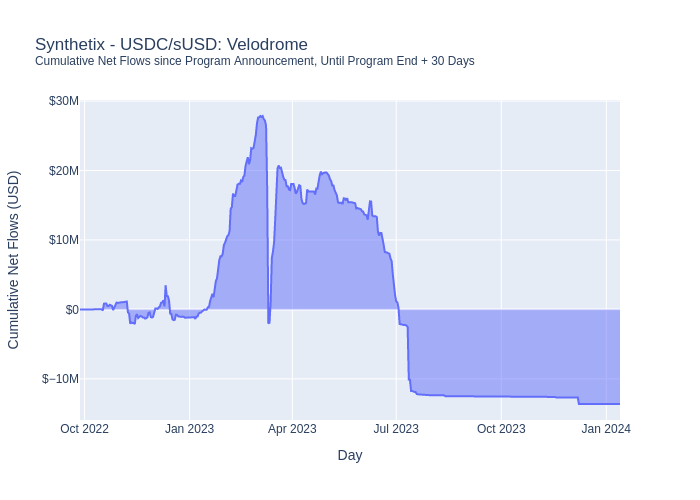 Synthetix - USDC/sUSD: Velodrome
Cumulative Net Flows since Program Announcement, Until Program End + 30 Days
Cumulative Net Flows (USD)
$30M
$20M
$10M
$0
$−10M
Oct 2022 Jan 2023 Apr 2023 Jul 2023 Oct 2023 Jan 2024
Day